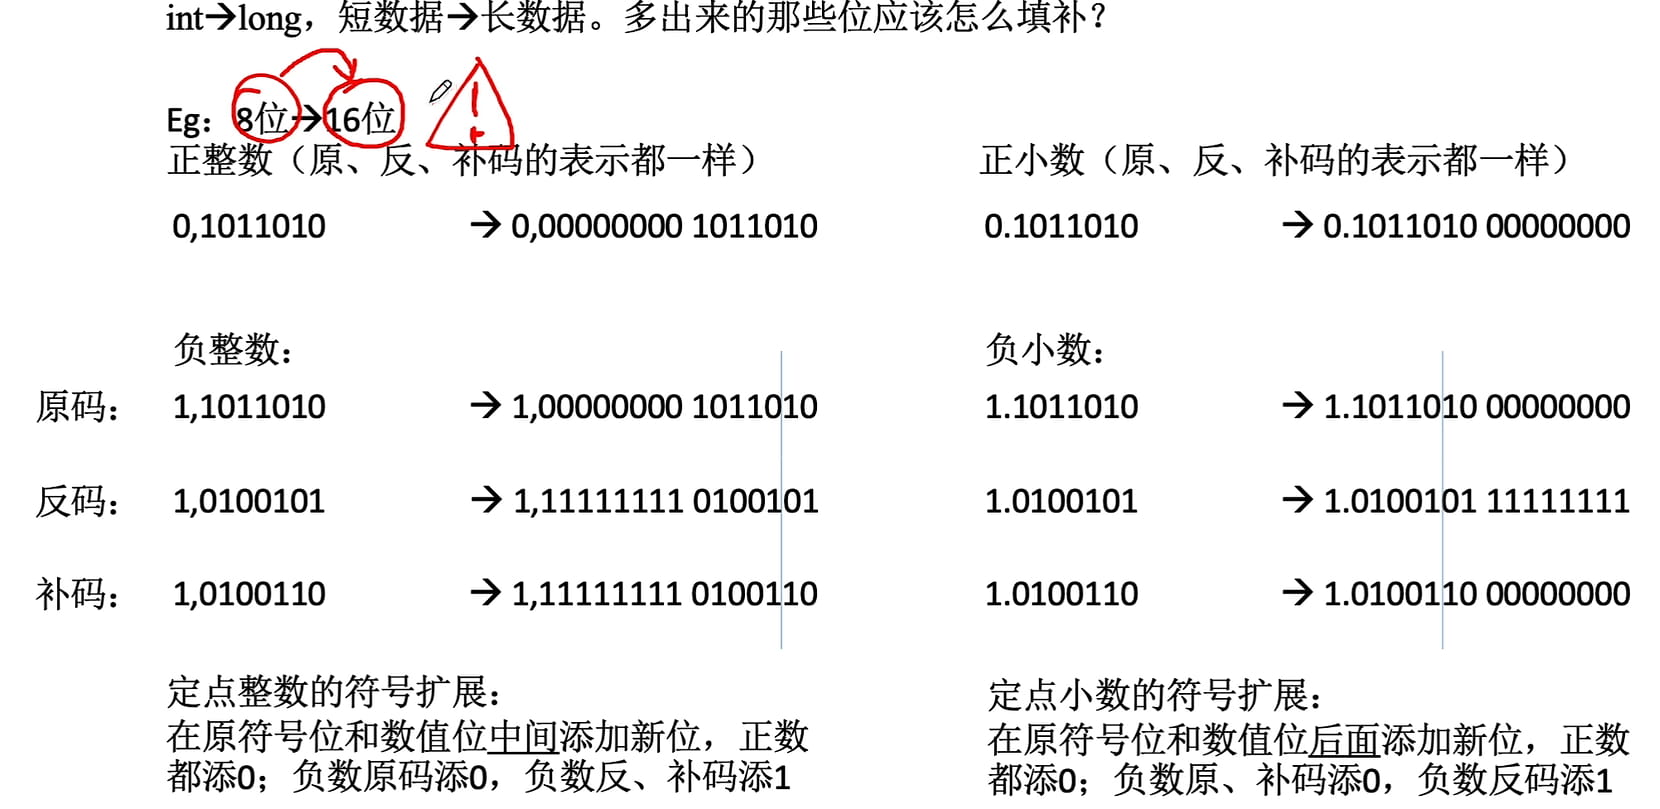 int→long，短数据→长数据。多出来的那些位应该怎么填补？
Eg：8位→16位
正整数（原、反、补码的表示都一样）
0,1011010 → 0,00000000 1011010
正小数（原、反、补码的表示都一样）
0.1011010 → 0.1011010 00000000
负整数：
原码： 1,1011010 → 1,00000000 1011010
反码： 1,0100101 → 1,11111111 0100101
补码： 1,0100110 → 1,11111111 0100110
负小数：
1.1011010 → 1.1011010 00000000
1.0100101 → 1.0100101 11111111
1.0100110 → 1.0100110 00000000
定点整数的符号扩展：
在原符号位和数值位中间添加新位，正数
都添0；负数原码添0，负数反、补码添1
定点小数的符号扩展：
在原符号位和数值位后面添加新位，正数
都添0；负数原、补码添0，负数反码添1